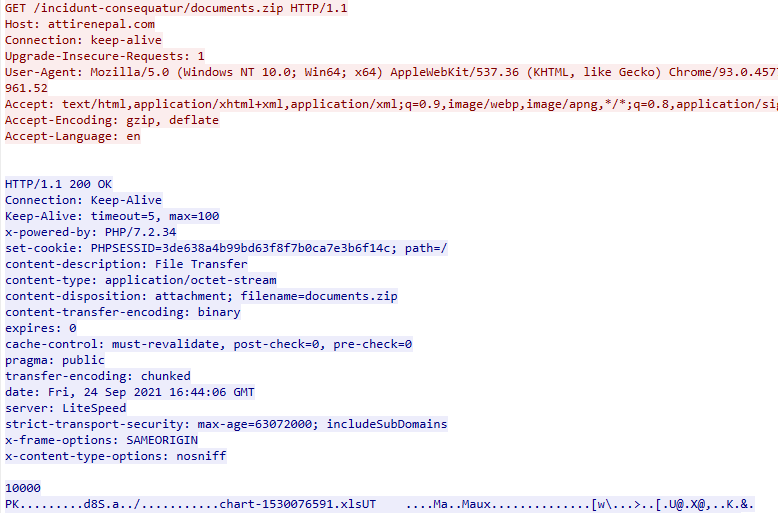 GET /incidunt-consequatur/documents.zip HTTP/1.1
Host: attirenepal.com
Connection: keep-alive
Upgrade-Insecure-Requests: 1
User-Agent: Mozilla/5.0 (Windows NT 10.0; Win64; x64) AppleWebKit/537.36 (KHTML, like Gecko) Chrome/93.0.4577
961.52
Accept: text/html,application/xhtml+xml,application/xml;q=0.9,image/webp,image/apng,*/*;q=0.8,application/sig
Accept-Encoding: gzip, deflate
Accept-Language: en
HTTP/1.1 200 OK
Connection: Keep-Alive
Keep-Alive: timeout=5, max=100
x-powered-by: PHP/7.2.34
set-cookie: PHPSESSID=3de638a4b99bd63f8f7b0ca7e3b6f14c; path=/
content-description: File Transfer
content-type: application/octet-stream
content-disposition: attachment; filename=documents.zip
content-transfer-encoding: binary
expires: 0
cache-control: must-revalidate, post-check=0, pre-check=0
pragma: public
transfer-encoding: chunked
date: Fri, 24 Sep 2021 16:44:06 GMT
server: LiteSpeed
strict-transport-security: max-age=63072000; includeSubDomains
x-frame-options: SAMEORIGIN
x-content-type-options: nosniff
10000
PK.........d8S.a../...........chart-1530076591.xlsUT    ....Ma..Maux..............[w\...>..[.U@.X@,..K.&.